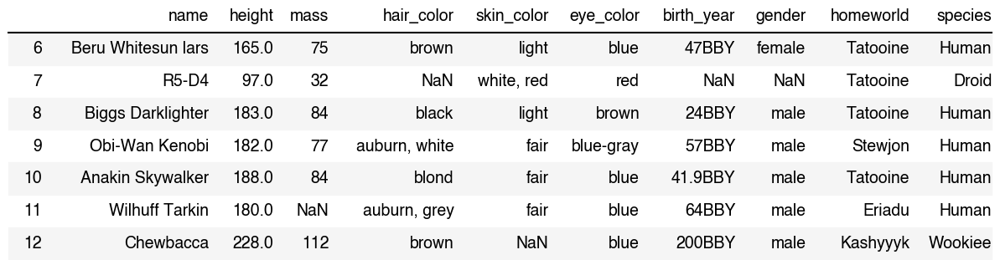 name height mass hair_color skin_color eye_color birth_year gender homeworld species
6 Beru Whitesun lars 165.0 75 brown light blue 47BBY female Tatooine Human
7 R5-D4 97.0 32 NaN white, red red NaN NaN Tatooine Droid
8 Biggs Darklighter 183.0 84 black light brown 24BBY male Tatooine Human
9 Obi-Wan Kenobi 182.0 77 auburn, white fair blue-gray 57BBY male Stewjon Human
10 Anakin Skywalker 188.0 84 blond fair blue 41.9BBY male Tatooine Human
11 Wilhuff Tarkin 180.0 NaN auburn, grey fair blue 64BBY male Eriadu Human
12 Chewbacca 228.0 112 brown NaN blue 200BBY male Kashyyyk Wookiee